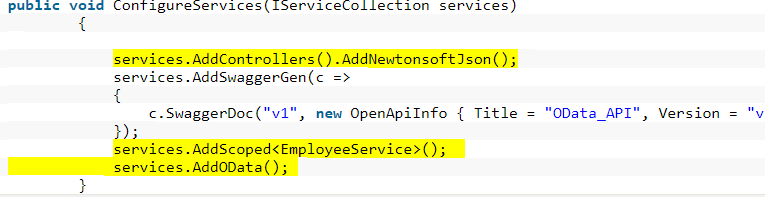 public void ConfigureServices(IServiceCollection services)
{
services.AddControllers().AddNewtonsoftJson();
services.AddSwaggerGen(c =>
{
c.SwaggerDoc("v1", new OpenApiInfo { Title = "OData_API", Version = "v
});
services.AddScoped<EmployeeService>();
services.AddOData();
}